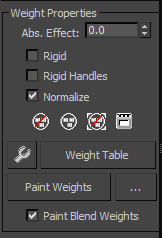 Weight Properties
Abs. Effect: 0.0
Rigid
Rigid Handles
Normalize
Weight Table
Paint Weights ...
Paint Blend Weights